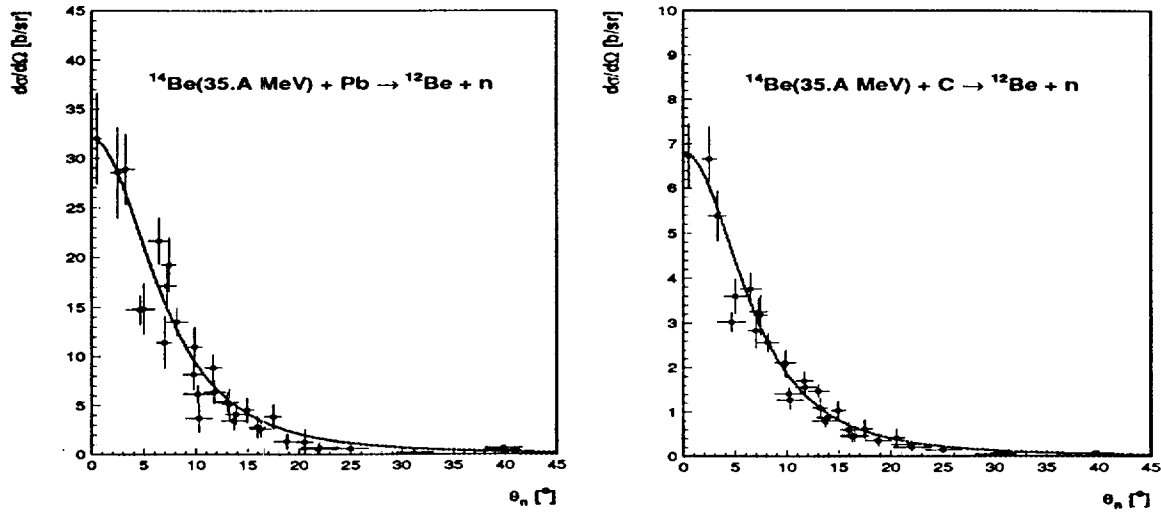 dσ/dΩ [b/sr]
45
40
35
30
25
20
15
10
5
0
¹⁴Be(35.A MeV) + Pb → ¹²Be + n
0 5 10 15 20 25 30 35 40 45
θₙ [°]
dσ/dΩ [b/sr]
10
9
8
7
6
5
4
3
2
1
0
¹⁴Be(35.A MeV) + C → ¹²Be + n
0 5 10 15 20 25 30 35 40 45
θₙ [°]